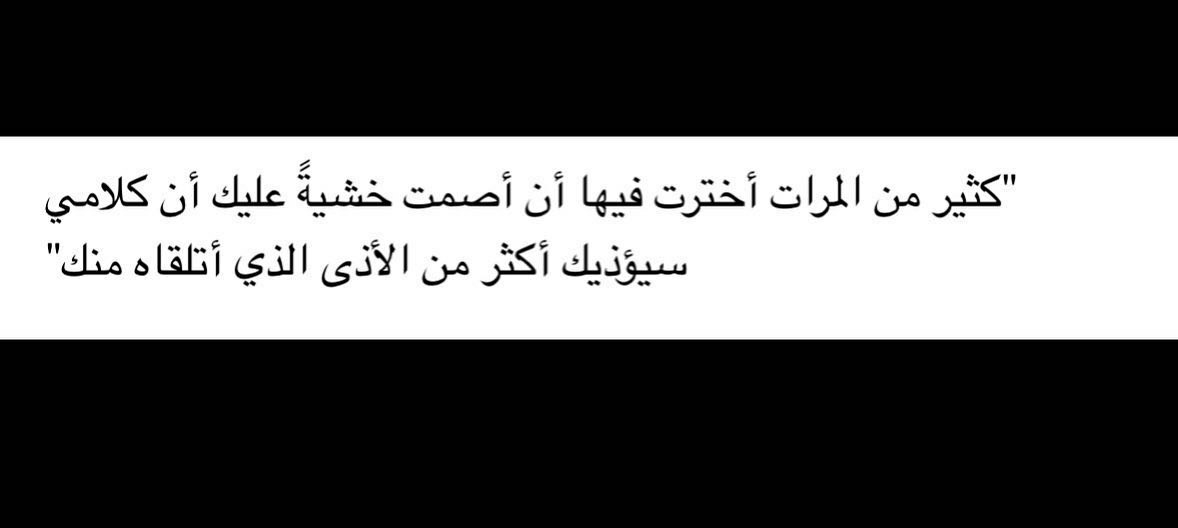 "كثير من المرات أخترت فيها أن أصمت خشيةً عليك أن كلامي
سيؤذيك أكثر من الأذى الذي أتلقاه منك"